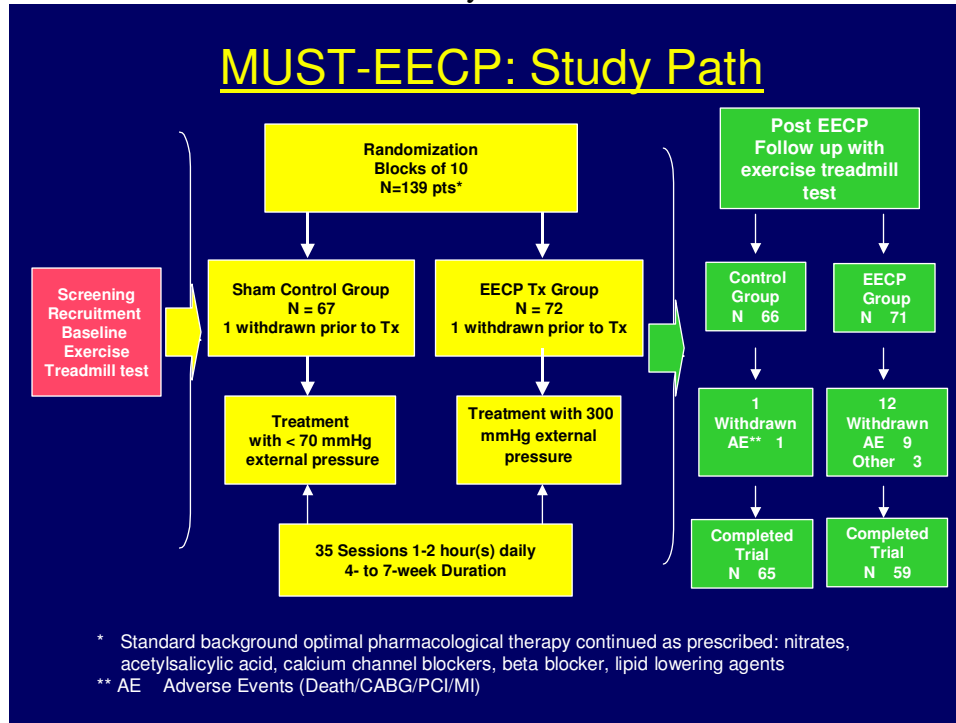 MUST-EECP: Study Path
Screening
Recruitment
Baseline
Exercise
Treadmill test
Randomization
Blocks of 10
N=139 pts*
Sham Control Group
N = 67
1 withdrawn prior to Tx
EECP Tx Group
N = 72
1 withdrawn prior to Tx
Treatment
with < 70 mmHg
external pressure
Treatment with 300
mmHg external
pressure
35 Sessions 1-2 hour(s) daily
4- to 7-week Duration
Post EECP
Follow up with
exercise treadmill
test
Control
Group
N 66
EECP
Group
N 71
1
Withdrawn
AE** 1
12
Withdrawn
AE 9
Other 3
Completed
Trial
N 65
Completed
Trial
N 59
* Standard background optimal pharmacological therapy continued as prescribed: nitrates,
acetylsalicylic acid, calcium channel blockers, beta blocker, lipid lowering agents
** AE Adverse Events (Death/CABG/PCI/MI)